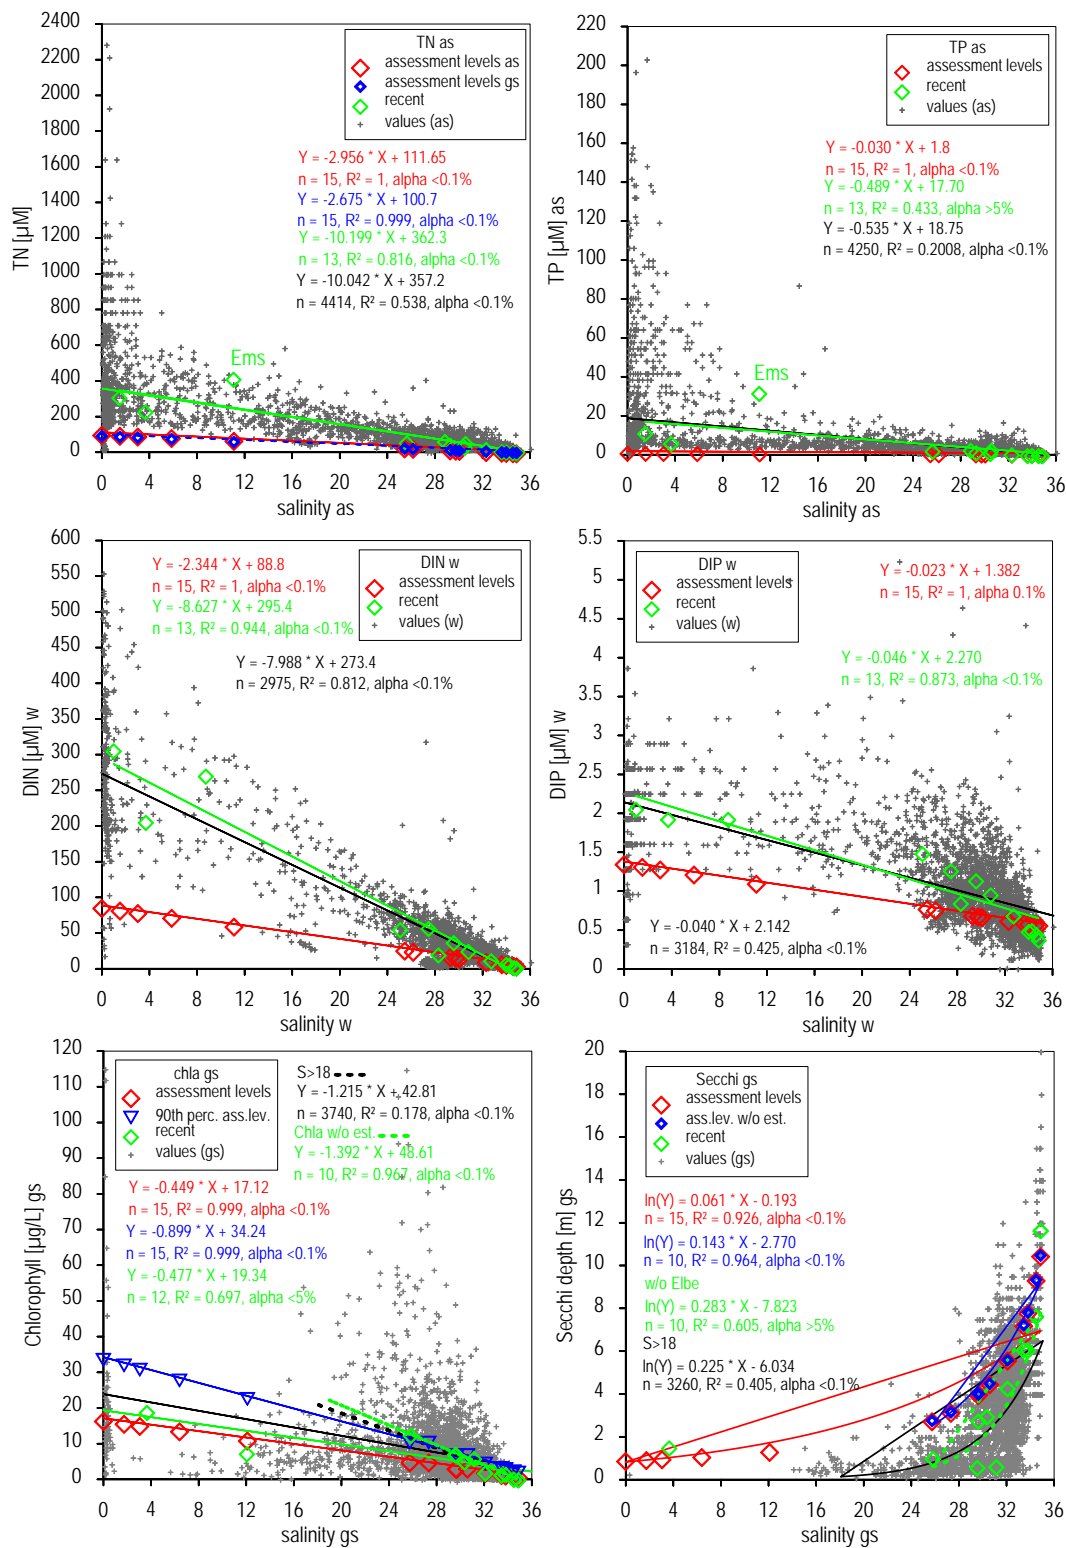 TN as
assessment levels as
assessment levels gs
recent
values (as)
Y = -2.956 * X + 111.65
n = 15, R² = 1, alpha <0.1%
Y = -2.675 * X + 100.7
n = 15, R² = 0.999, alpha <0.1%
Y = -10.199 * X + 362.3
n = 13, R² = 0.816, alpha <0.1%
Y = -10.042 * X + 357.2
n = 4414, R² = 0.538, alpha <0.1%
Ems
TN [µM]
2400
2200
2000
1800
1600
1400
1200
1000
800
600
400
200
0
0 4 8 12 16 20 24 28 32 36
salinity as
TP as
assessment levels
recent
values (as)
Y = -0.030 * X + 1.8
n = 15, R² = 1, alpha <0.1%
Y = -0.489 * X + 17.70
n = 13, R² = 0.433, alpha >5%
Y = -0.535 * X + 18.75
n = 4250, R² = 0.2008, alpha <0.1%
Ems
TP [µM] as
220
200
180
160
140
120
100
80
60
40
20
0
0 4 8 12 16 20 24 28 32 36
salinity as
Y = -2.344 * X + 88.8
n = 15, R² = 1, alpha <0.1%
Y = -8.627 * X + 295.4
n = 13, R² = 0.944, alpha <0.1%
Y = -7.988 * X + 273.4
n = 2975, R² = 0.812, alpha <0.1%
DIN w
assessment levels
recent
values (w)
DIN [µM] w
600
550
500
450
400
350
300
250
200
150
100
50
0
0 4 8 12 16 20 24 28 32 36
salinity w
DIP w
assessment levels
recent
values (w)
Y = -0.023 * X + 1.382
n = 15, R² = 1, alpha 0.1%
Y = -0.046 * X + 2.270
n = 13, R² = 0.873, alpha <0.1%
Y = -0.040 * X + 2.142
n = 3184, R² = 0.425, alpha <0.1%
DIP [µM] w
5.5
5
4.5
4
3.5
3
2.5
2
1.5
1
0.5
0
0 4 8 12 16 20 24 28 32 36
salinity w
chla gs
assessment levels
90th perc. ass.lev.
recent
values (gs)
S>18
Y = -1.215 * X + 42.81
n = 3740, R² = 0.178, alpha <0.1%
Chla w/o est.
Y = -1.392 * X + 48.61
n = 10, R² = 0.967, alpha <0.1%
Y = -0.449 * X + 17.12
n = 15, R² = 0.999, alpha <0.1%
Y = -0.899 * X + 34.24
n = 15, R² = 0.999, alpha <0.1%
Y = -0.477 * X + 19.34
n = 12, R² = 0.697, alpha <5%
Chlorophyll [µg/L] gs
120
110
100
90
80
70
60
50
40
30
20
10
0
0 4 8 12 16 20 24 28 32 36
salinity gs
Secchi gs
assessment levels
ass.lev. w/o est.
recent
values (gs)
ln(Y) = 0.061 * X - 0.193
n = 15, R² = 0.926, alpha <0.1%
ln(Y) = 0.143 * X - 2.770
n = 10, R² = 0.964, alpha <0.1%
w/o Elbe
ln(Y) = 0.283 * X - 7.823
n = 10, R² = 0.605, alpha >5%
S>18
ln(Y) = 0.225 * X - 6.034
n = 3260, R² = 0.405, alpha <0.1%
Secchi depth [m] gs
20
18
16
14
12
10
8
6
4
2
0
0 4 8 12 16 20 24 28 32 36
salinity gs